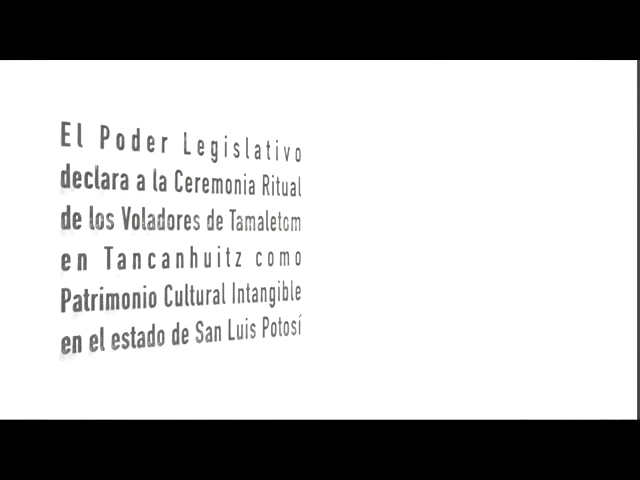 El Poder Legislativo
declara a la Ceremonia Ritual
de los Voladores de Tamaletom
en Tancanhuitz como
Patrimonio Cultural Intangible
en el estado de San Luis Potosí